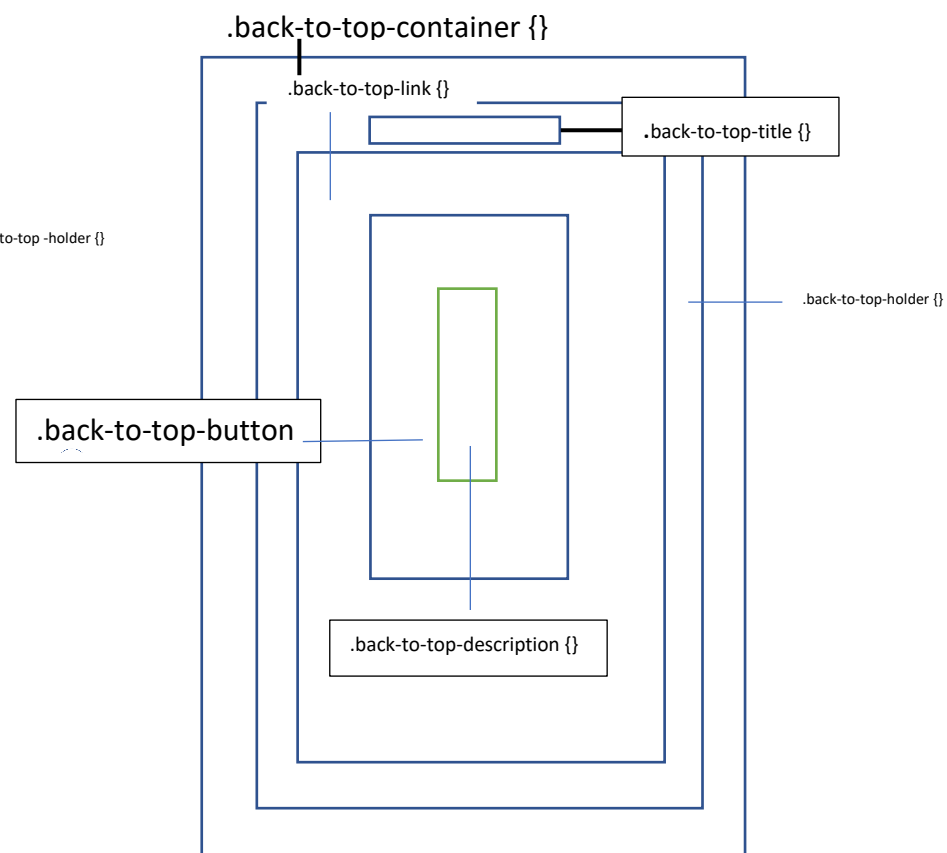 .back-to-top-container {}
.back-to-top-link {}
.back-to-top-title {}
to-top -holder {}
.back-to-top-holder {}
.back-to-top-button
.back-to-top-description {}